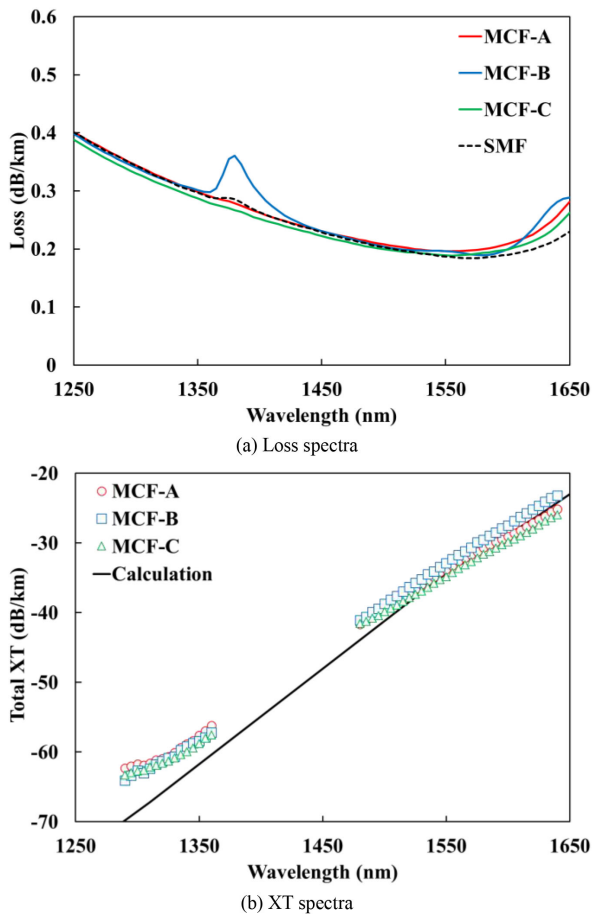 0.6
0.5
0.4
0.3
0.2
0.1
0
Loss (dB/km)
MCF-A
MCF-B
MCF-C
SMF
1250 1350 1450 1550 1650
Wavelength (nm)
(a) Loss spectra
-20
-30
-40
-50
-60
-70
Total XT (dB/km)
MCF-A
MCF-B
MCF-C
Calculation
1250 1350 1450 1550 1650
Wavelength (nm)
(b) XT spectra